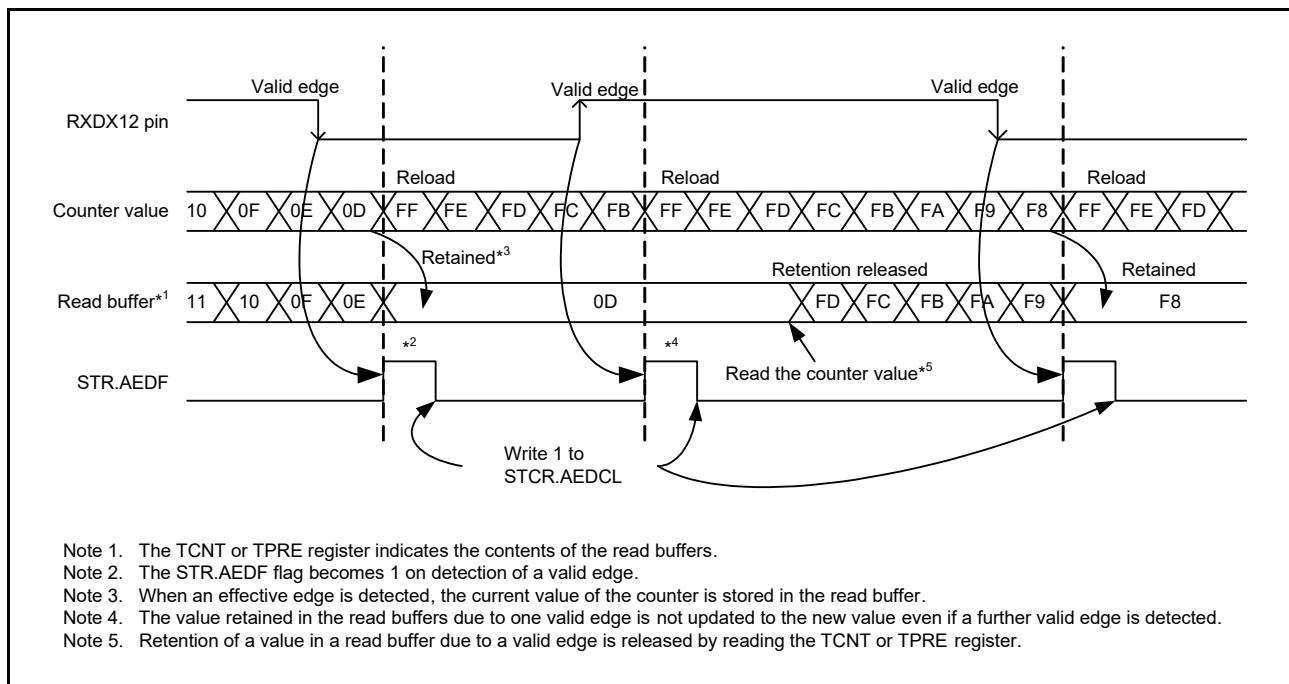 Valid edge Valid edge Valid edge
RXDX12 pin
Reload Reload Reload
Counter value 10 0F 0E 0D FF FE FD FC FB FF FE FD FC FB FA F9 F8 FF FE FD
Retained*3 Retention released Retained
Read buffer*1 11 10 0F 0E 0D FD FC FB FA F9 F8
*2 *4
STR.AEDF Read the counter value*5
Write 1 to
STCR.AEDCL
Note 1. The TCNT or TPRE register indicates the contents of the read buffers.
Note 2. The STR.AEDF flag becomes 1 on detection of a valid edge.
Note 3. When an effective edge is detected, the current value of the counter is stored in the read buffer.
Note 4. The value retained in the read buffers due to one valid edge is not updated to the new value even if a further valid edge is detected.
Note 5. Retention of a value in a read buffer due to a valid edge is released by reading the TCNT or TPRE register.